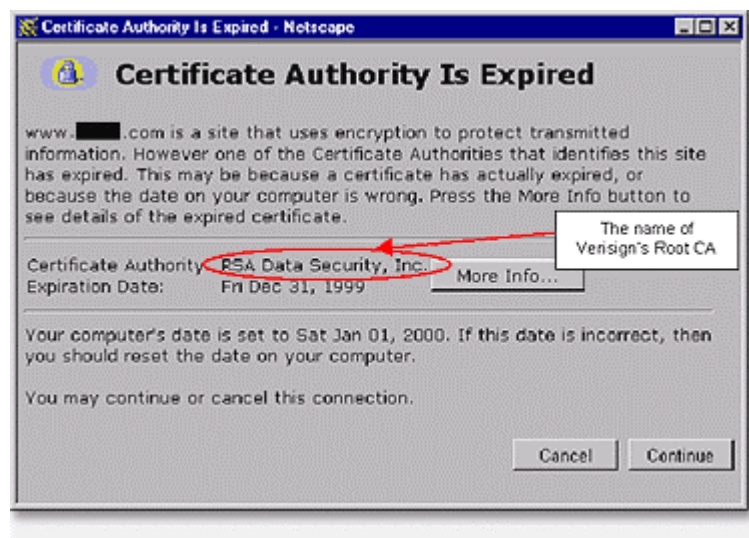 Certificate Authority Is Expired - Netscape
Certificate Authority Is Expired
www. .com is a site that uses encryption to protect transmitted
information. However one of the Certificate Authorities that identifies this site
has expired. This may be because a certificate has actually expired, or
because the date on your computer is wrong. Press the More Info button to
see details of the expired certificate.
The name of
Verisign's Root CA
Certificate Authority RSA Data Security, Inc.
More Info...
Expiration Date: Fri Dec 31, 1999
Your computer's date is set to Sat Jan 01, 2000. If this date is incorrect, then
you should reset the date on your computer.
You may continue or cancel this connection.
Cancel Continue